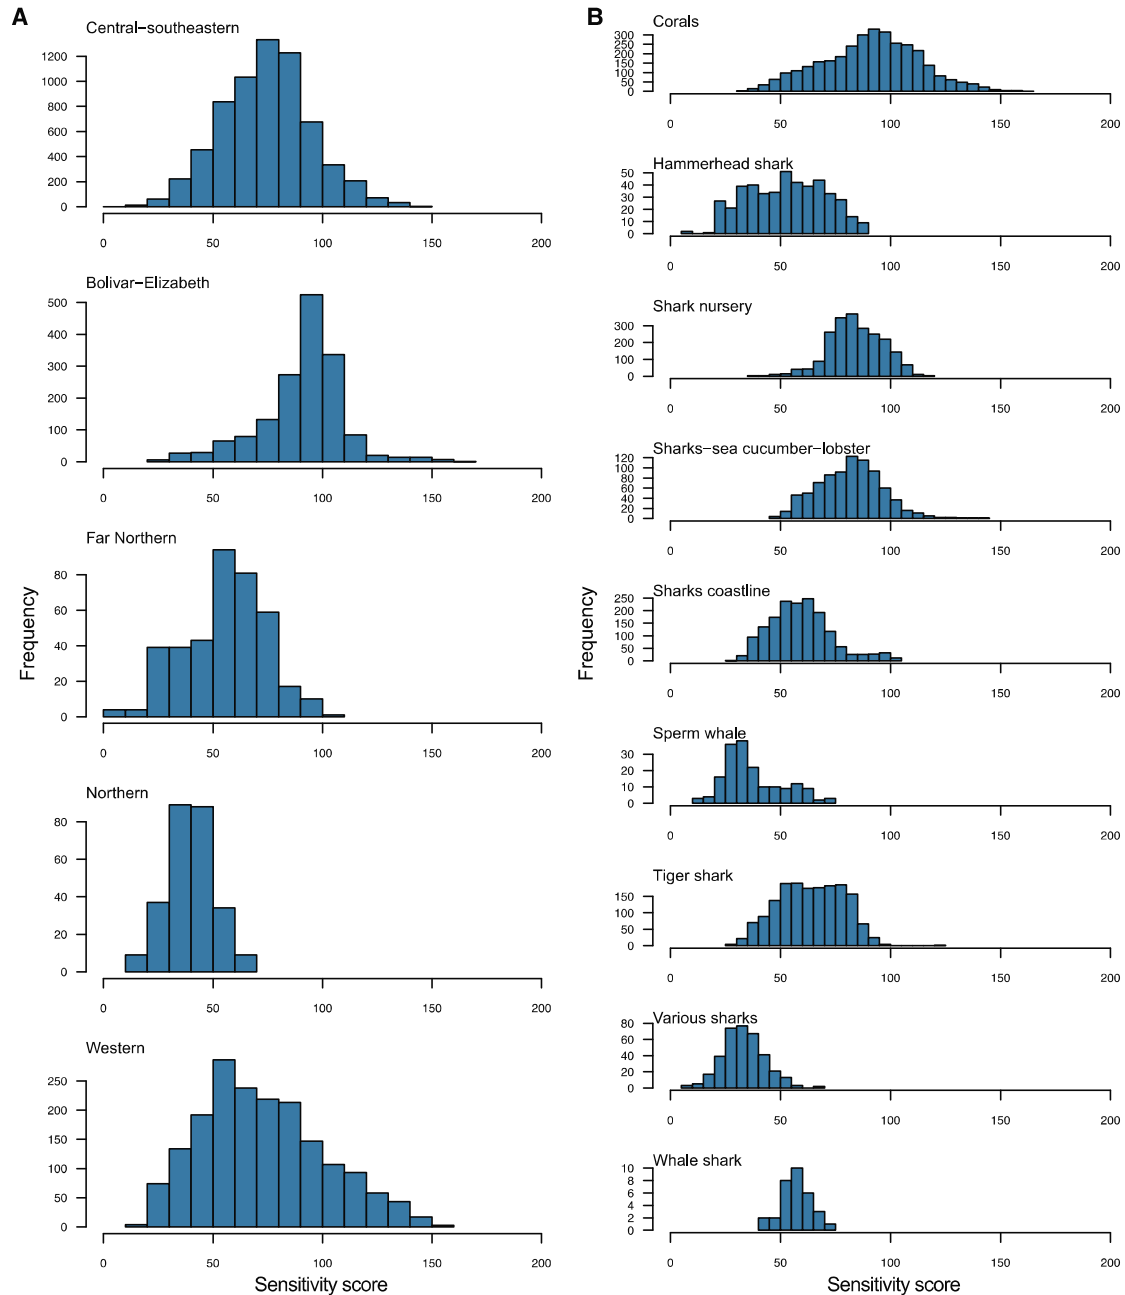 A
Central−southeastern
1200
1000
800
600
400
200
0
0 50 100 150 200
Bolivar−Elizabeth
500
400
300
200
100
0
0 50 100 150 200
Far Northern
80
60
40
20
0
0 50 100 150 200
Northern
80
60
40
20
0
0 50 100 150 200
Western
250
200
150
100
50
0
0 50 100 150 200
Frequency
Sensitivity score
B
Corals
300
250
200
150
100
50
0
0 50 100 150 200
Hammerhead shark
50
40
30
20
10
0
0 50 100 150 200
Shark nursery
300
200
100
0
0 50 100 150 200
Sharks−sea cucumber−lobster
120
100
80
60
40
20
0
0 50 100 150 200
Sharks coastline
250
200
150
100
50
0
0 50 100 150 200
Sperm whale
30
20
10
0
0 50 100 150 200
Tiger shark
150
100
50
0
0 50 100 150 200
Various sharks
80
60
40
20
0
0 50 100 150 200
Whale shark
10
8
6
4
2
0
0 50 100 150 200
Frequency
Sensitivity score